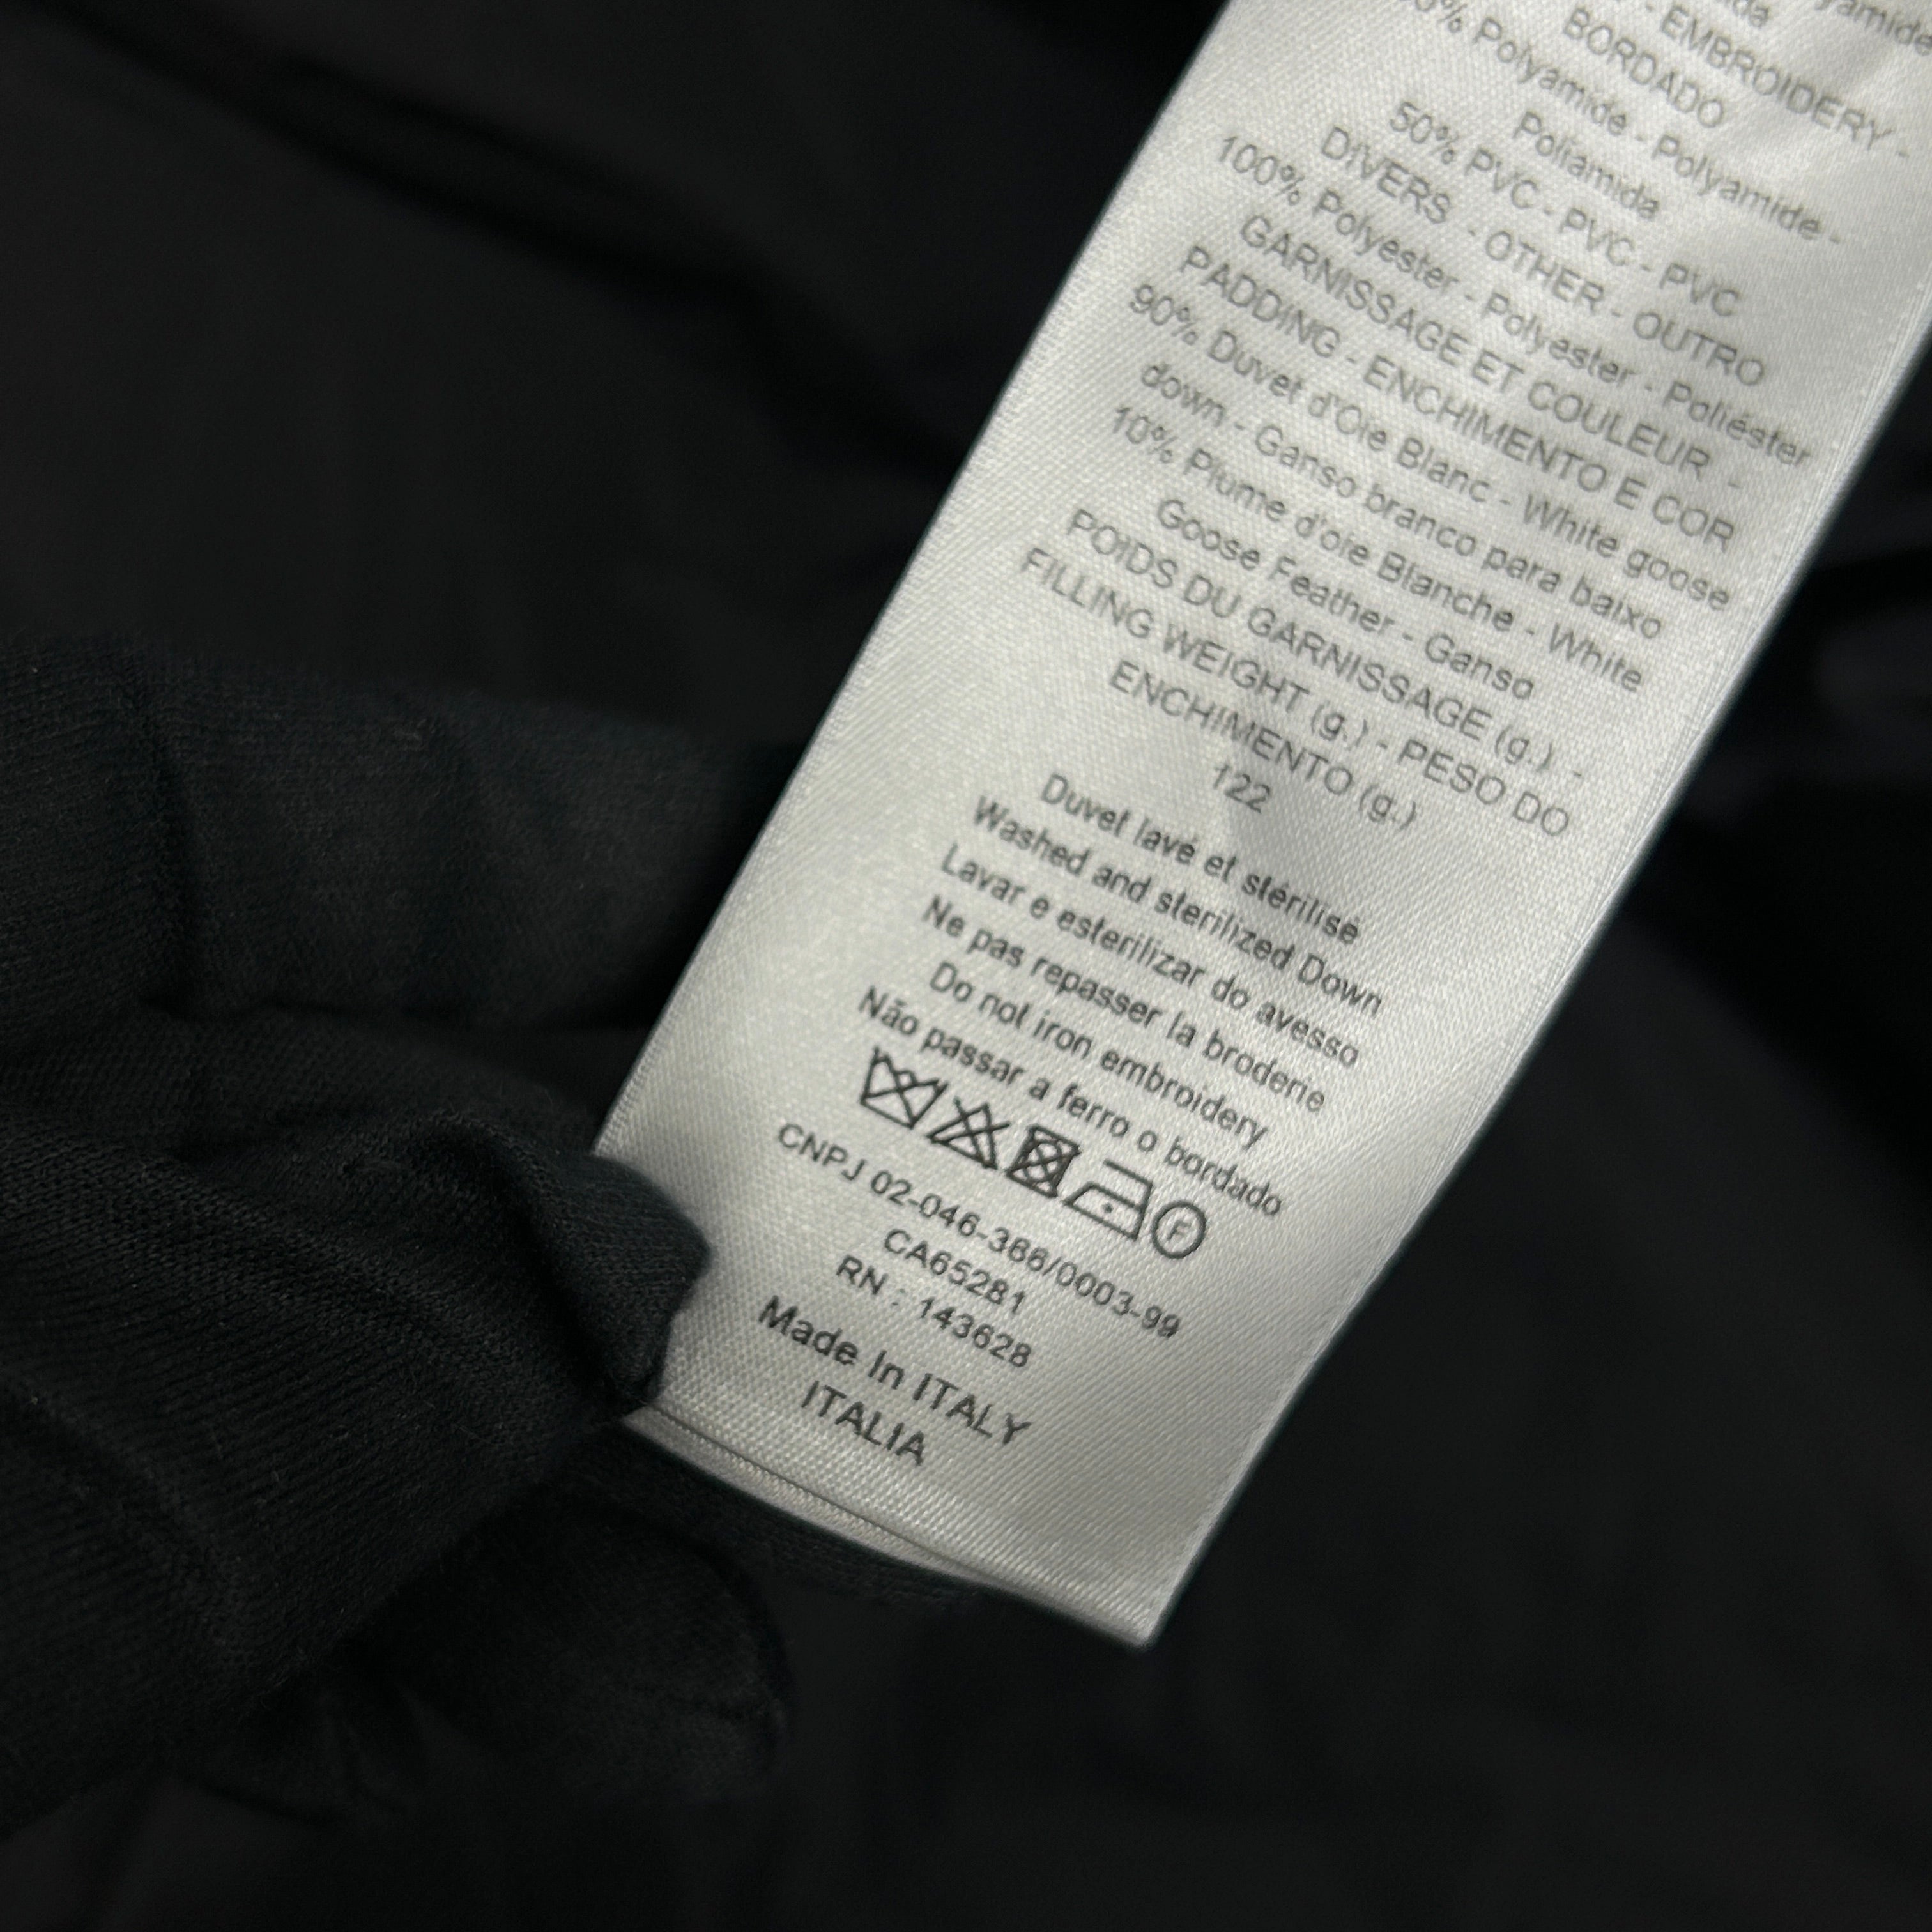 - EMBROIDERY -
BORDADO
Polyamide - Polyamide -
Poliamida
50% PVC - PVC - PVC
DIVERS - OTHER - OUTRO
100% Polyester - Polyester - Poliéster
GARNISSAGE ET COULEUR -
PADDING - ENCHIMENTO E COR
90% Duvet d'Oie Blanc - White goose
down - Ganso branco para baixo
10% Plume d'oie Blanche - White
Goose Feather - Ganso
POIDS DU GARNISSAGE (g.) -
FILLING WEIGHT (g.) - PESO DO
ENCHIMENTO (g.)
122
Duvet lavé et stérilisé
Washed and sterilized Down
Lavar e esterilizar do avesso
Ne pas repasser la broderie
Do not iron embroidery
Não passar a ferro o bordado
F
CNPJ 02-046-366/0003-99
CA65281
RN : 143628
Made In ITALY
ITALIA